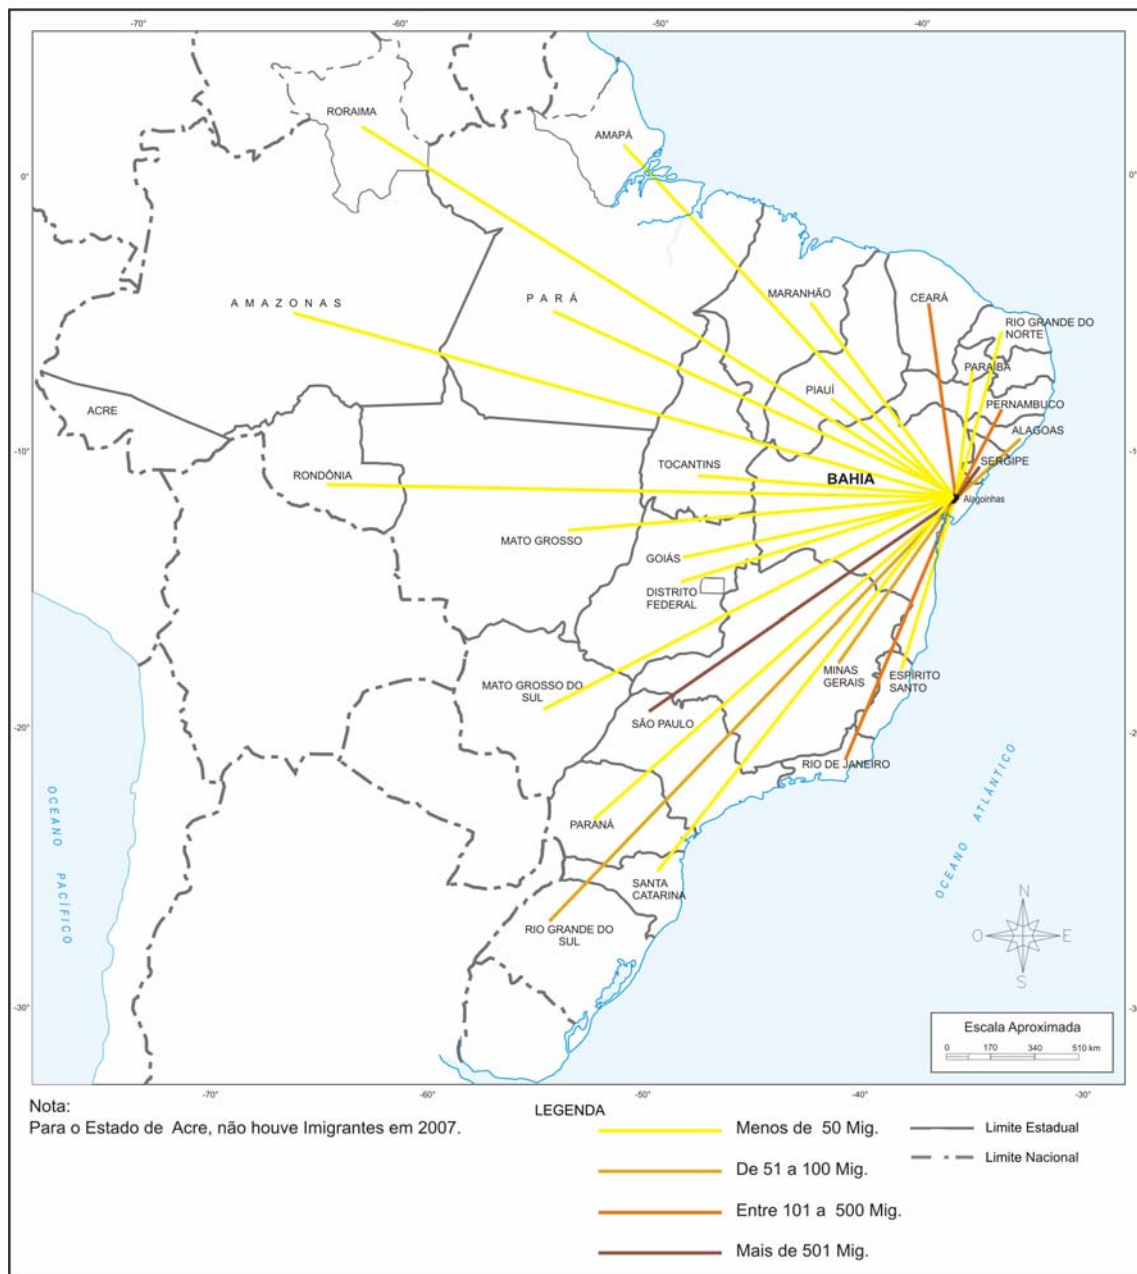 -70°
-60°
-50°
-40°
RORAIMA
AMAPÁ
0°
0°
MARANHÃO
CEARÁ
AMAZONAS
PARÁ
RIO GRANDE DO
NORTE
PARAÍBA
PIAUÍ
PERNAMBUCO
ACRE
ALAGOAS
-10°
SERGIPE
TOCANTINS
RONDÔNIA
BAHIA
Alagoinhas
MATO GROSSO
GOIÁS
DISTRITO
FEDERAL
MINAS
GERAIS
ESPÍRITO
SANTO
MATO GROSSO DO
SUL
SÃO PAULO
-20°
RIO DE JANEIRO
OCEANO ATLÂNTICO
OCEANO PACÍFICO
PARANÁ
SANTA
CATARINA
RIO GRANDE DO
SUL
N
O
E
S
-30°
Escala Aproximada
0 170 340 510 km
-70°
-60°
-50°
-40°
-30°
Nota:
Para o Estado de Acre, não houve Imigrantes em 2007.
LEGENDA
Menos de 50 Mig.
De 51 a 100 Mig.
Entre 101 a 500 Mig.
Mais de 501 Mig.
Limite Estadual
Limite Nacional